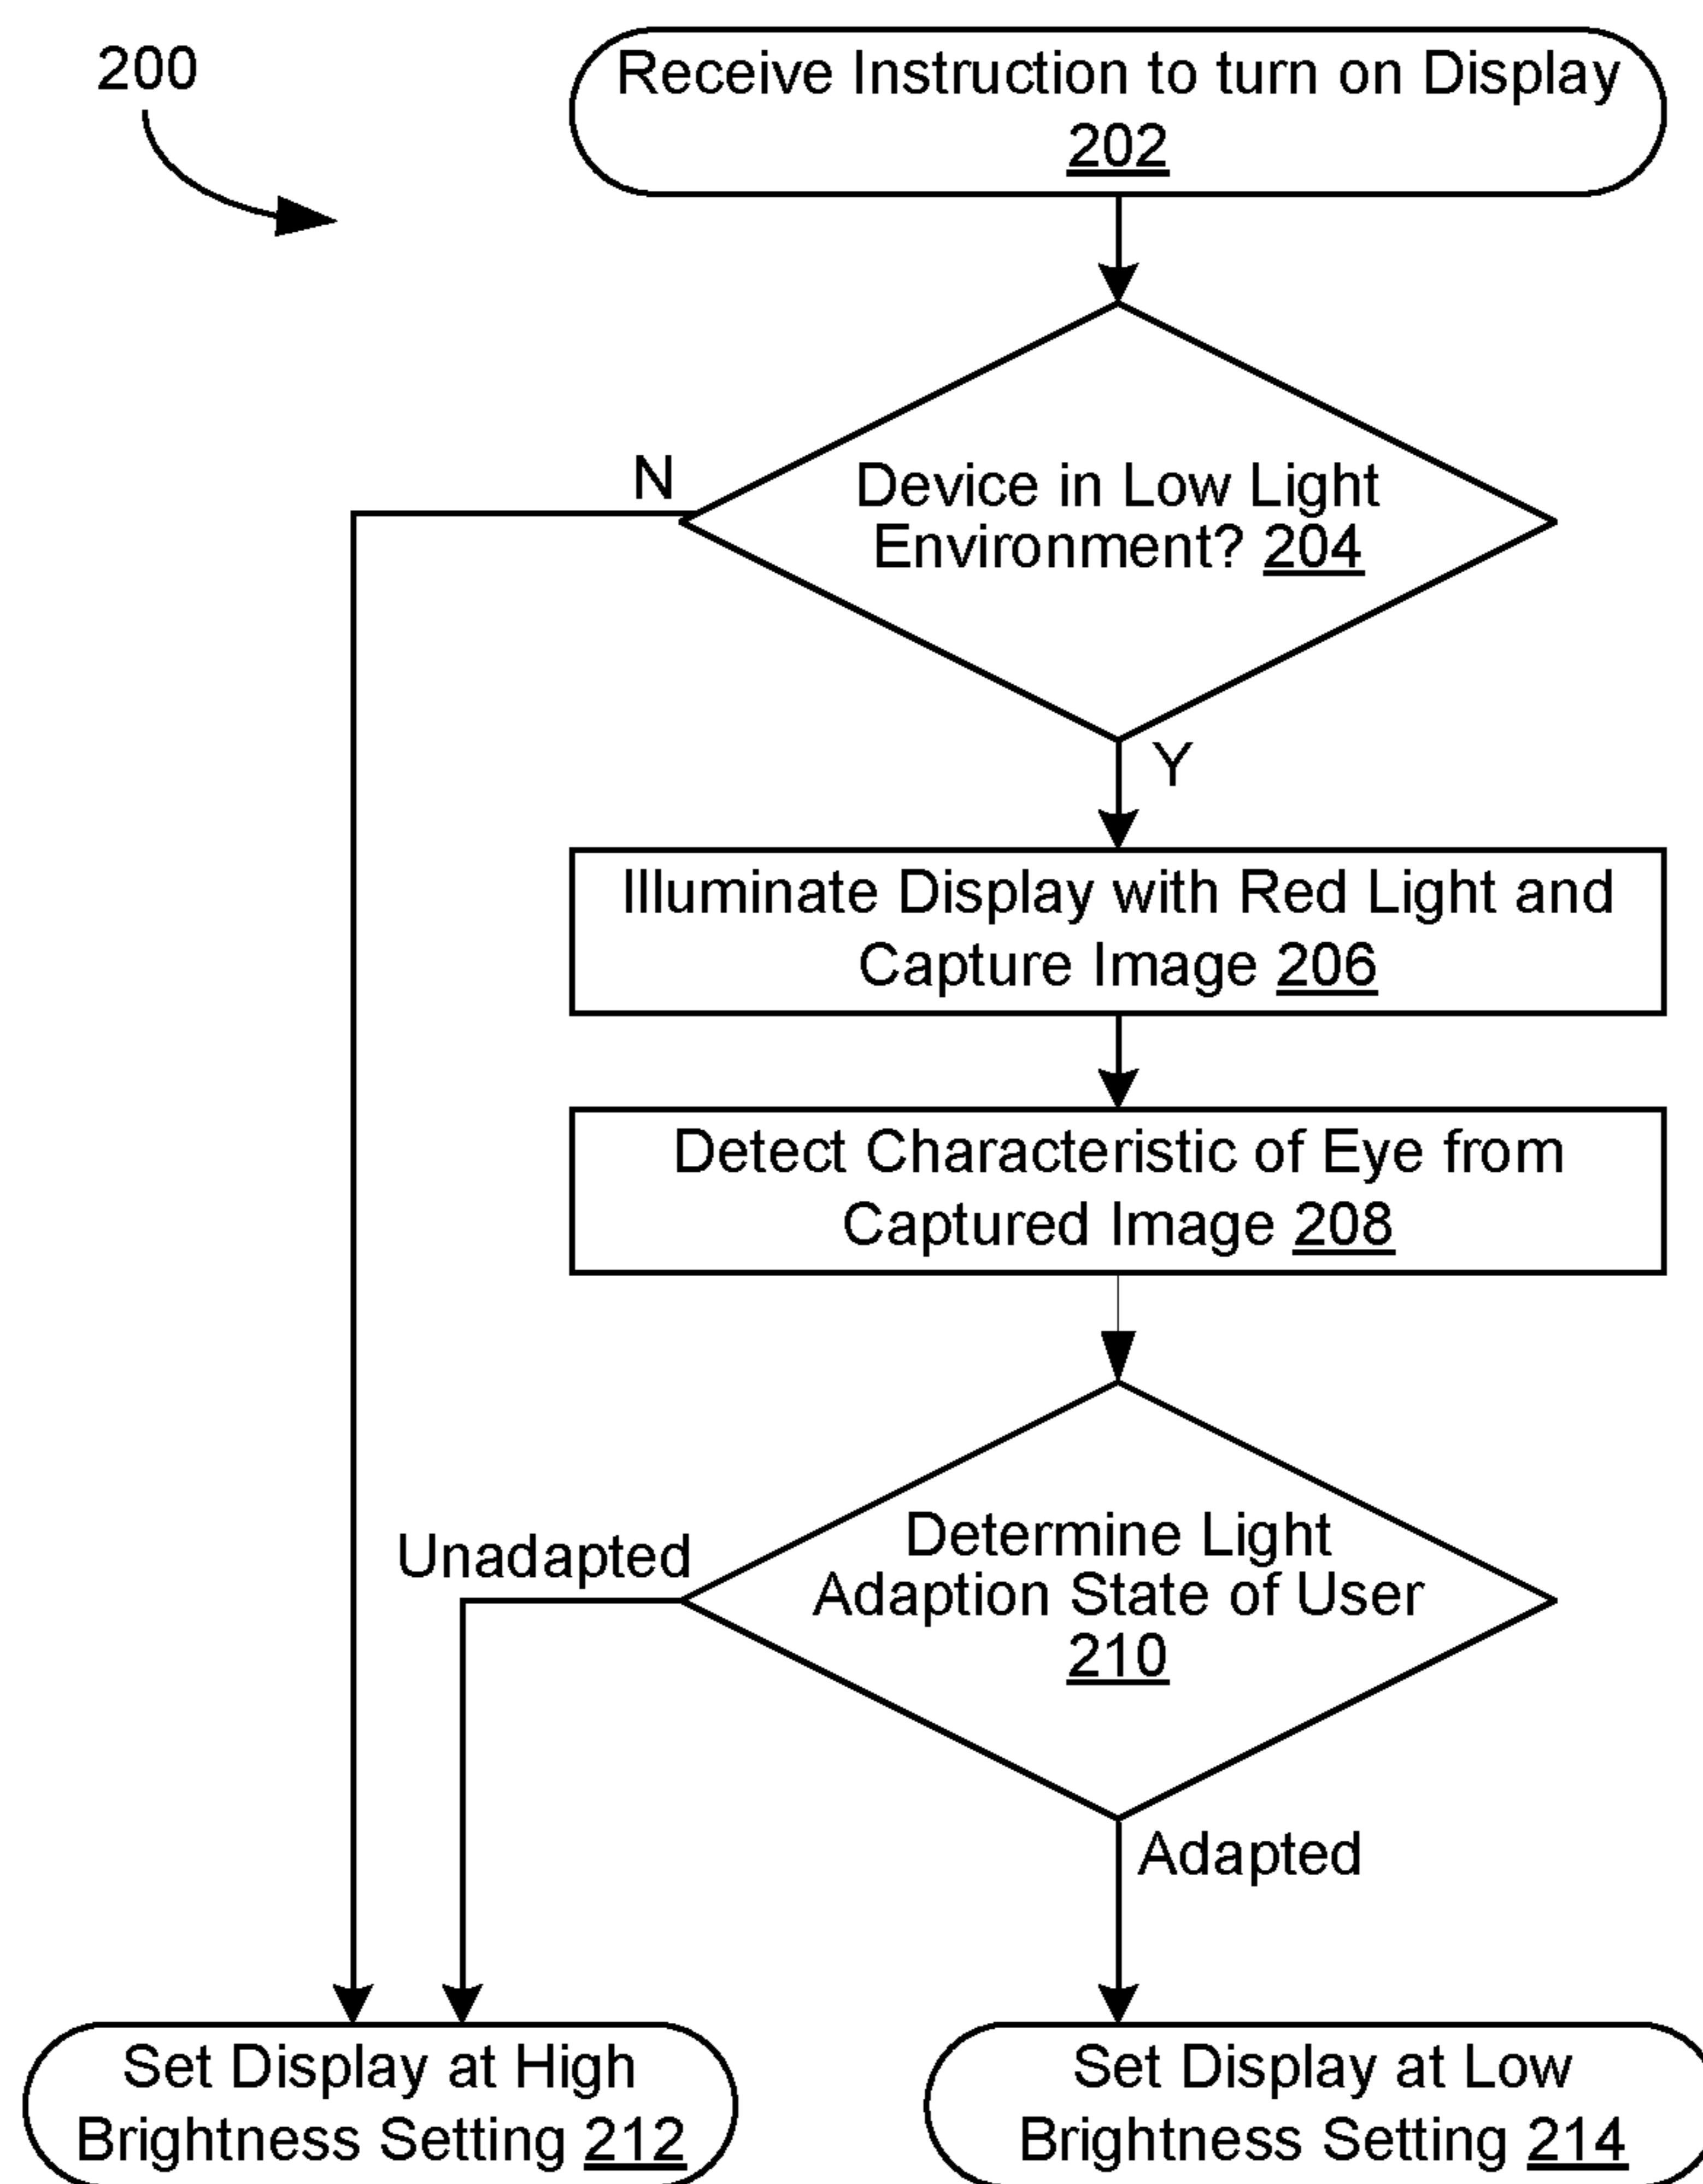 200
Receive Instruction to turn on Display
202
N
Device in Low Light
Environment? 204
Y
Illuminate Display with Red Light and
Capture Image 206
Detect Characteristic of Eye from
Captured Image 208
Unadapted
Determine Light
Adaption State of User
210
Adapted
Set Display at High
Brightness Setting 212
Set Display at Low
Brightness Setting 214